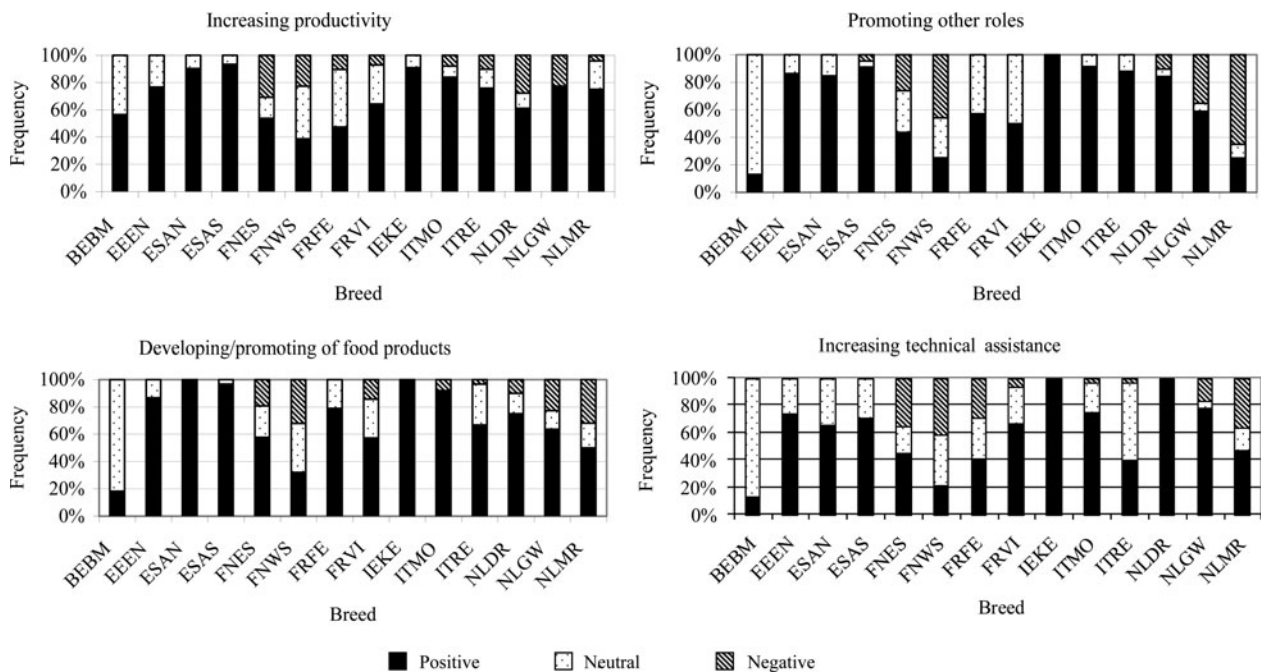 Increasing productivity
Frequency
100%
80%
60%
40%
20%
0%
BEBM EEEN ESAN ESAS FNES FNWS FRFE FRVI IEKE ITMO ITRE NLDR NLGW NLMR
Breed
Promoting other roles
Frequency
100%
80%
60%
40%
20%
0%
BEBM EEEN ESAN ESAS FNES FNWS FRFE FRVI IEKE ITMO ITRE NLDR NLGW NLMR
Breed
Developing/promoting of food products
Frequency
100%
80%
60%
40%
20%
0%
BEBM EEEN ESAN ESAS FNES FNWS FRFE FRVI IEKE ITMO ITRE NLDR NLGW NLMR
Breed
Increasing technical assistance
Frequency
100%
80%
60%
40%
20%
0%
BEBM EEEN ESAN ESAS FNES FNWS FRFE FRVI IEKE ITMO ITRE NLDR NLGW NLMR
Breed
Positive Neutral Negative